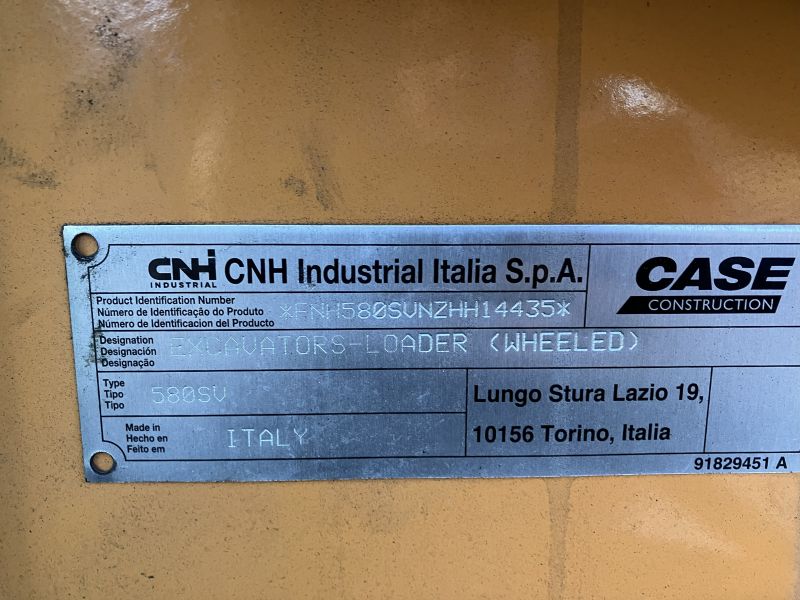 CNH INDUSTRIAL CNH Industrial Italia S.p.A.
CASE
CONSTRUCTION
Product Identification Number
Número de Identificação do Produto
Número de Identificacion del Producto
*FNH580SVNZHH14435*
Designation
Designación
Designação
EXCAVATORS-LOADER (WHEELED)
Type
Tipo
Tipo
580SV
Lungo Stura Lazio 19,
10156 Torino, Italia
Made in
Hecho en
Feito em
ITALY
91829451 A